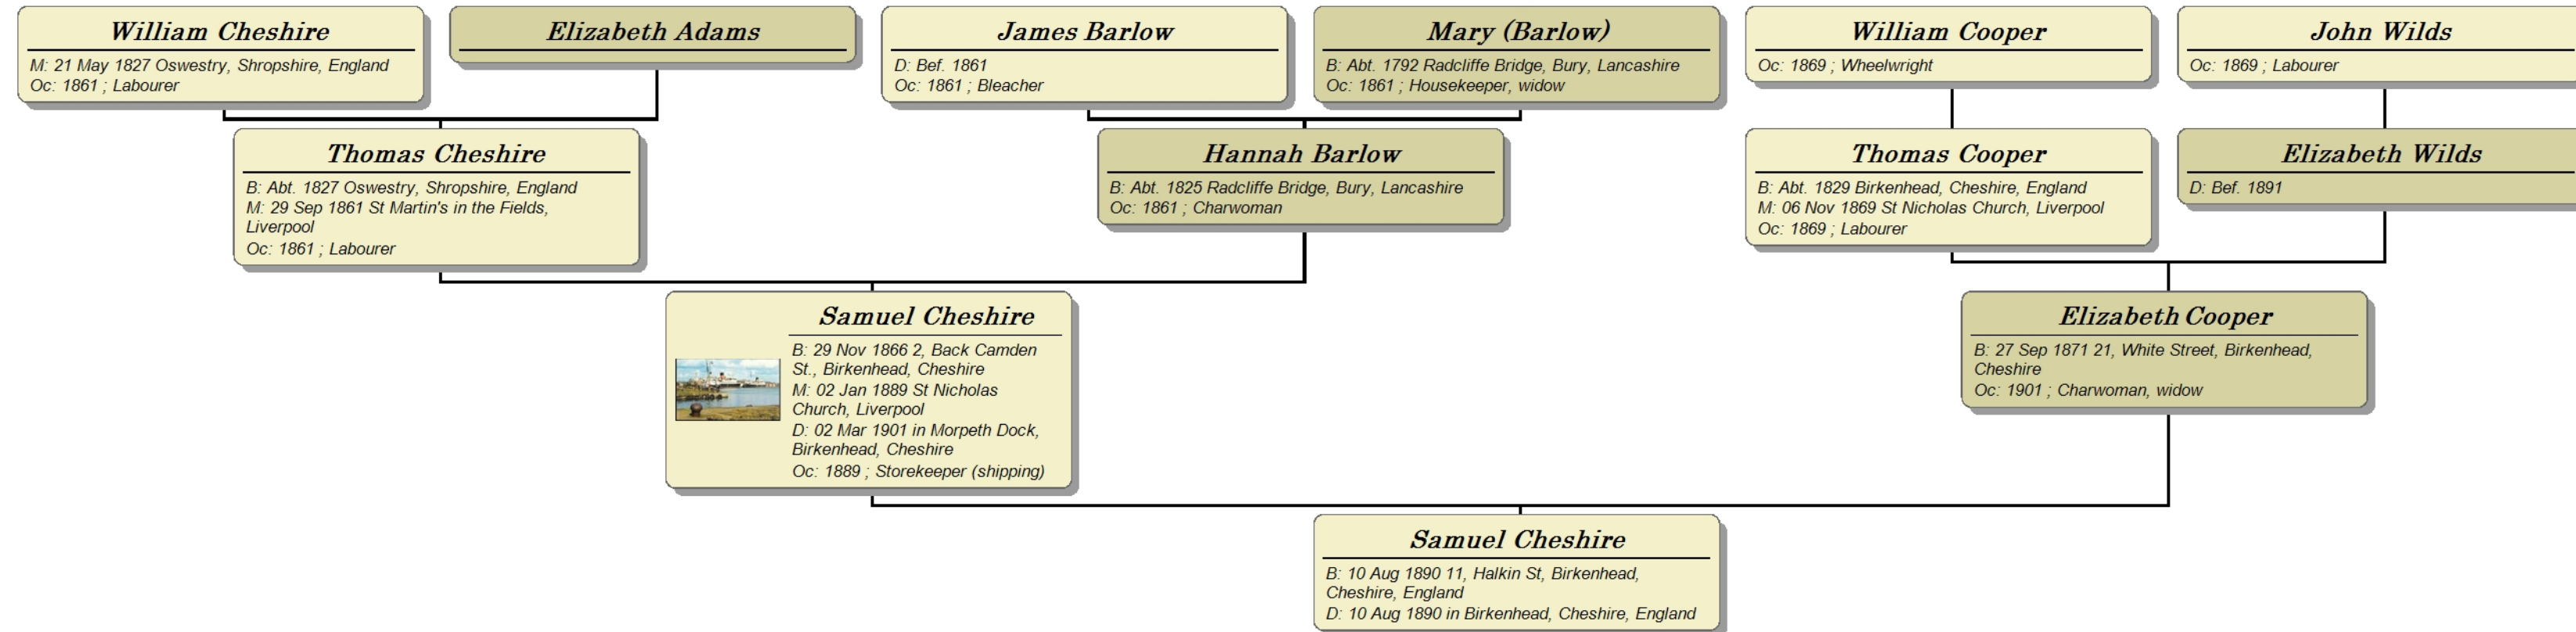 William Cheshire
M: 21 May 1827 Oswestry, Shropshire, England
Oc: 1861 ; Labourer
Elizabeth Adams
James Barlow
D: Bef. 1861
Oc: 1861 ; Bleacher
Mary (Barlow)
B: Abt. 1792 Radcliffe Bridge, Bury, Lancashire
Oc: 1861 ; Housekeeper, widow
William Cooper
Oc: 1869 ; Wheelwright
John Wilds
Oc: 1869 ; Labourer
Thomas Cheshire
B: Abt. 1827 Oswestry, Shropshire, England
M: 29 Sep 1861 St Martin's in the Fields,
Liverpool
Oc: 1861 ; Labourer
Hannah Barlow
B: Abt. 1825 Radcliffe Bridge, Bury, Lancashire
Oc: 1861 ; Charwoman
Thomas Cooper
B: Abt. 1829 Birkenhead, Cheshire, England
M: 06 Nov 1869 St Nicholas Church, Liverpool
Oc: 1869 ; Labourer
Elizabeth Wilds
D: Bef. 1891
Samuel Cheshire
B: 29 Nov 1866 2, Back Camden
St., Birkenhead, Cheshire
M: 02 Jan 1889 St Nicholas
Church, Liverpool
D: 02 Mar 1901 in Morpeth Dock,
Birkenhead, Cheshire
Oc: 1889 ; Storekeeper (shipping)
Elizabeth Cooper
B: 27 Sep 1871 21, White Street, Birkenhead,
Cheshire
Oc: 1901 ; Charwoman, widow
Samuel Cheshire
B: 10 Aug 1890 11, Halkin St, Birkenhead,
Cheshire, England
D: 10 Aug 1890 in Birkenhead, Cheshire, England